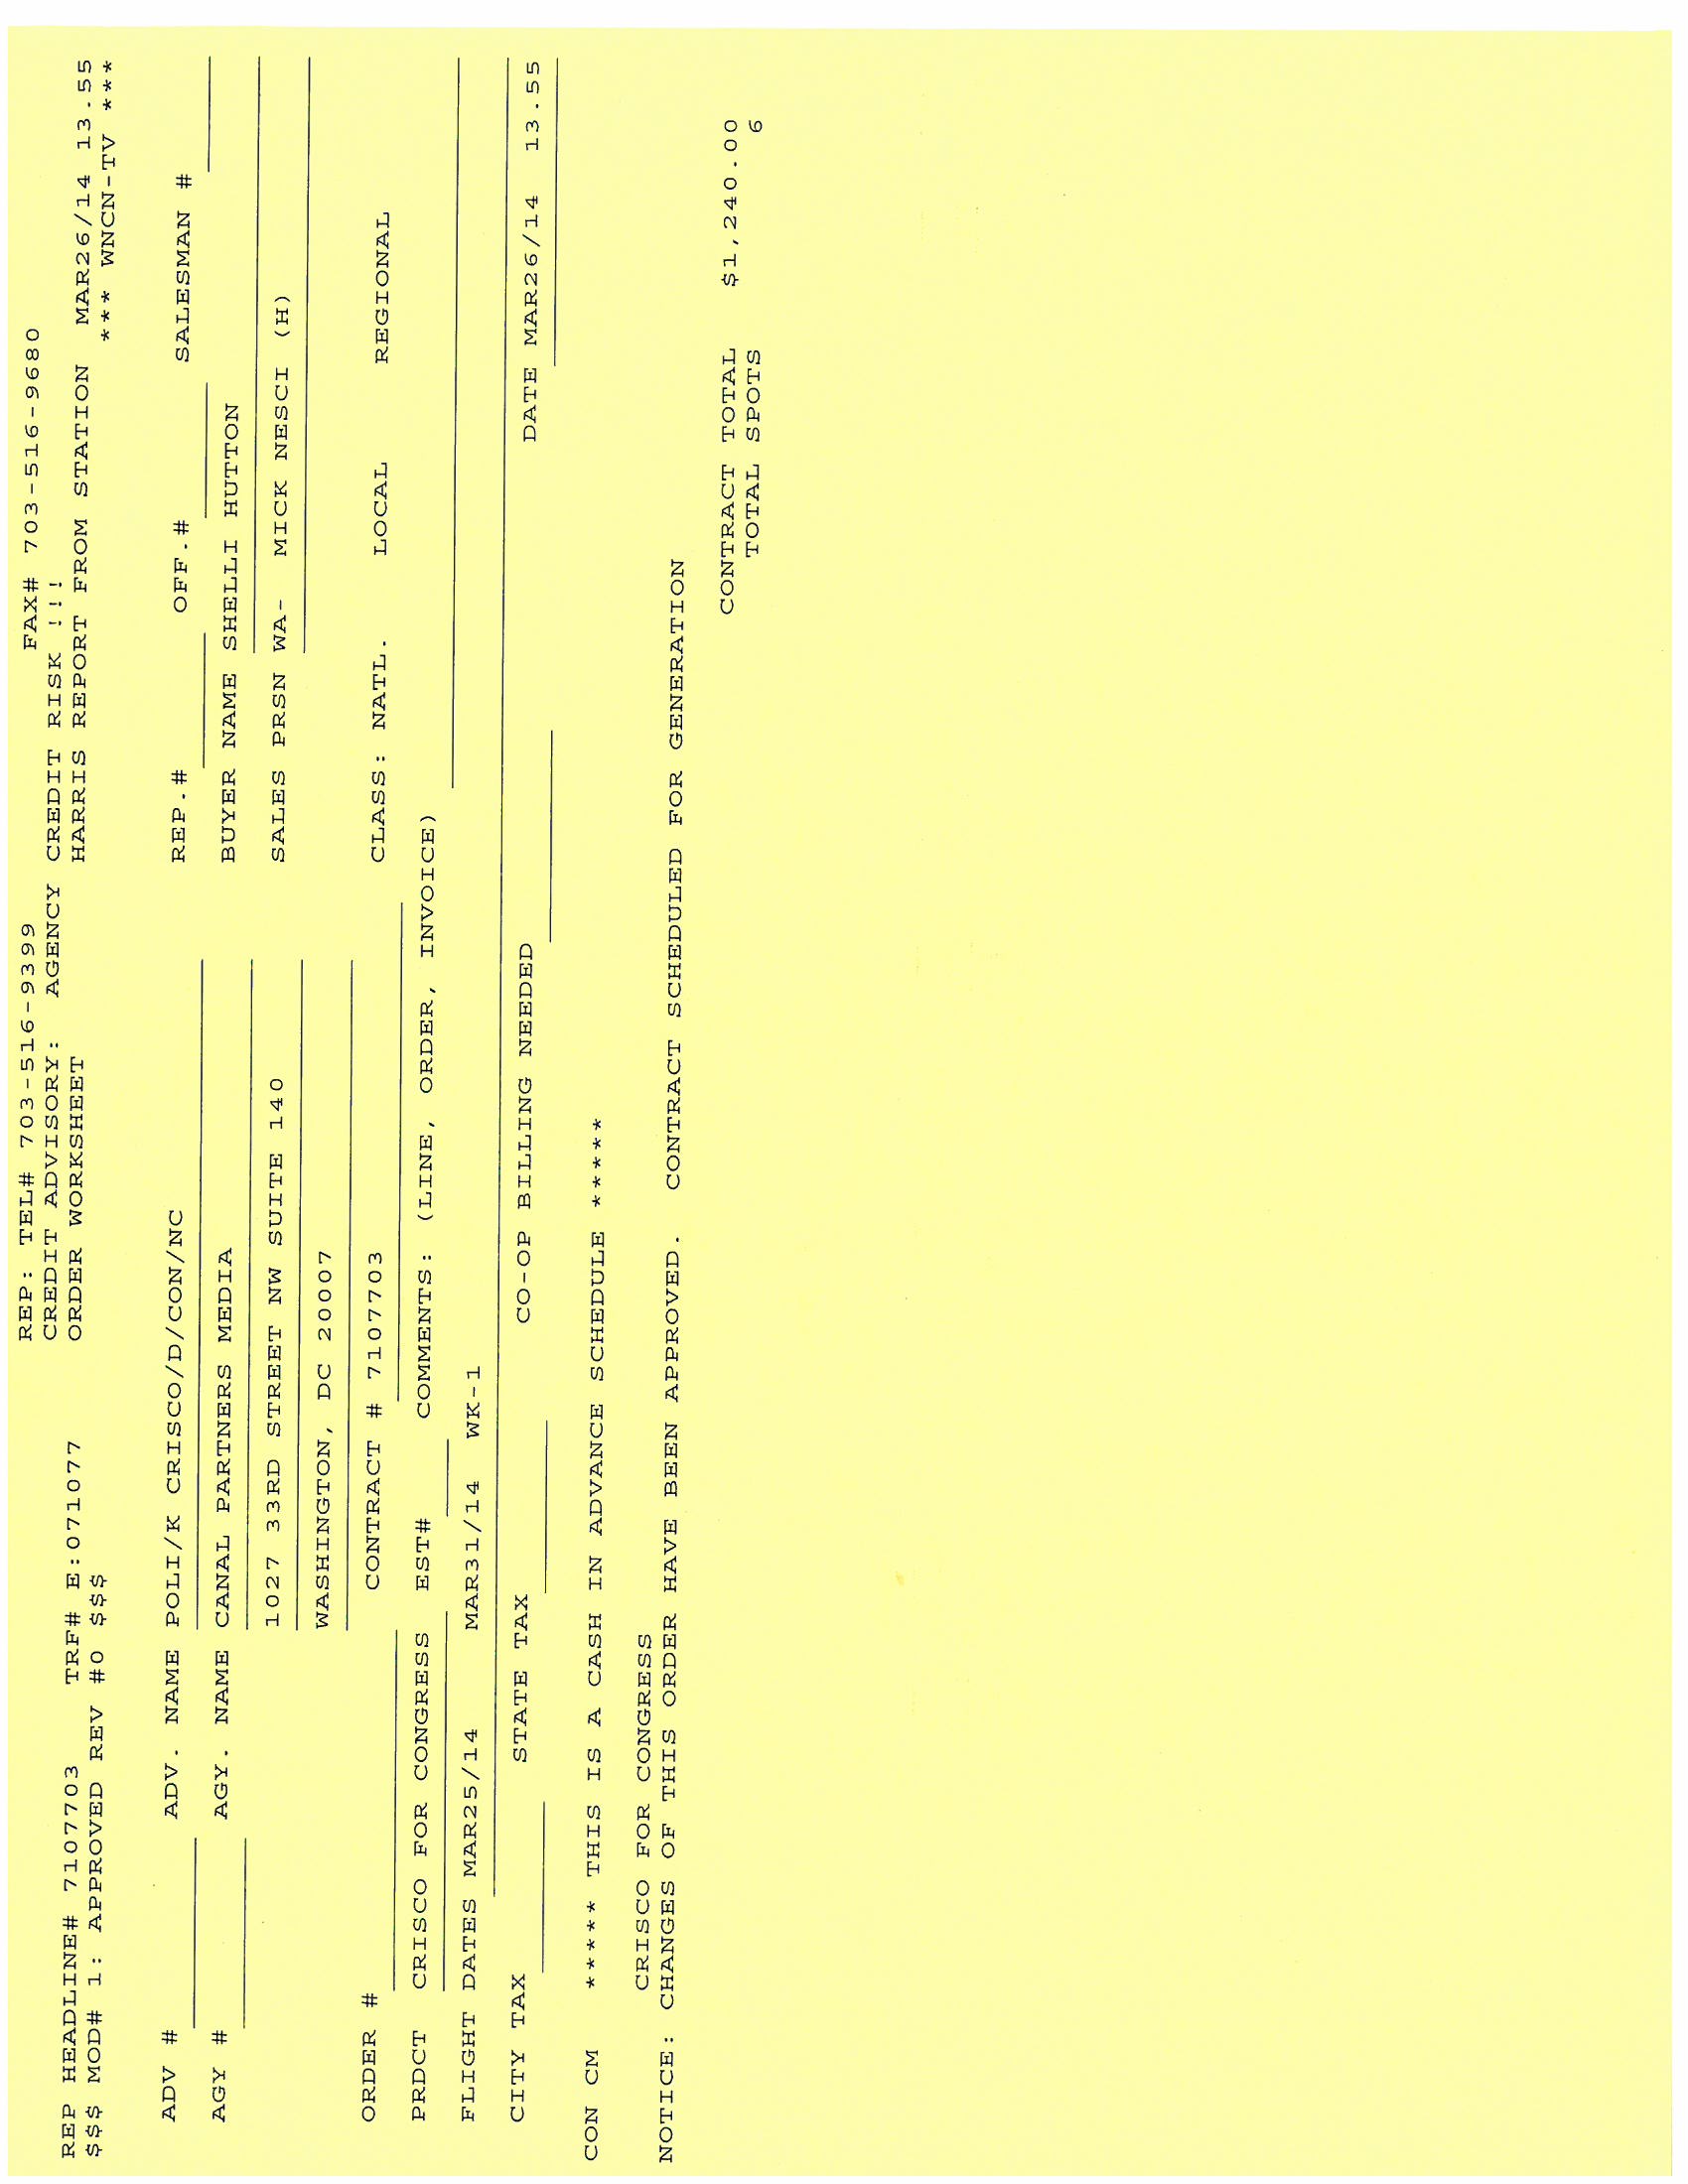 REP: TEL# 703-516-9399 FAX# 703-516-9680
CREDIT ADVISORY: AGENCY CREDIT RISK !!!
REP HEADLINE# 7107703 TRF# E:071077 ORDER WORKSHEET HARRIS REPORT FROM STATION MAR26/14 13.55
$$$ MOD# 1: APPROVED REV #0 $$$ *** WNCN-TV ***
ADV # ADV. NAME POLI/K CRISCO/D/CON/NC REP.# OFF.# SALESMAN #
AGY # AGY. NAME CANAL PARTNERS MEDIA BUYER NAME SHELLI HUTTON
1027 33RD STREET NW SUITE 140 SALES PRSN WA- MICK NESCI (H)
WASHINGTON, DC 20007
ORDER # CONTRACT # 7107703 CLASS: NATL. LOCAL REGIONAL
PRDCT CRISCO FOR CONGRESS EST# COMMENTS: (LINE, ORDER, INVOICE)
FLIGHT DATES MAR25/14 MAR31/14 WK-1
CITY TAX STATE TAX CO-OP BILLING NEEDED DATE MAR26/14 13.55
CON CM ***** THIS IS A CASH IN ADVANCE SCHEDULE *****
CRISCO FOR CONGRESS
NOTICE: CHANGES OF THIS ORDER HAVE BEEN APPROVED. CONTRACT SCHEDULED FOR GENERATION
CONTRACT TOTAL $1,240.00
TOTAL SPOTS 6